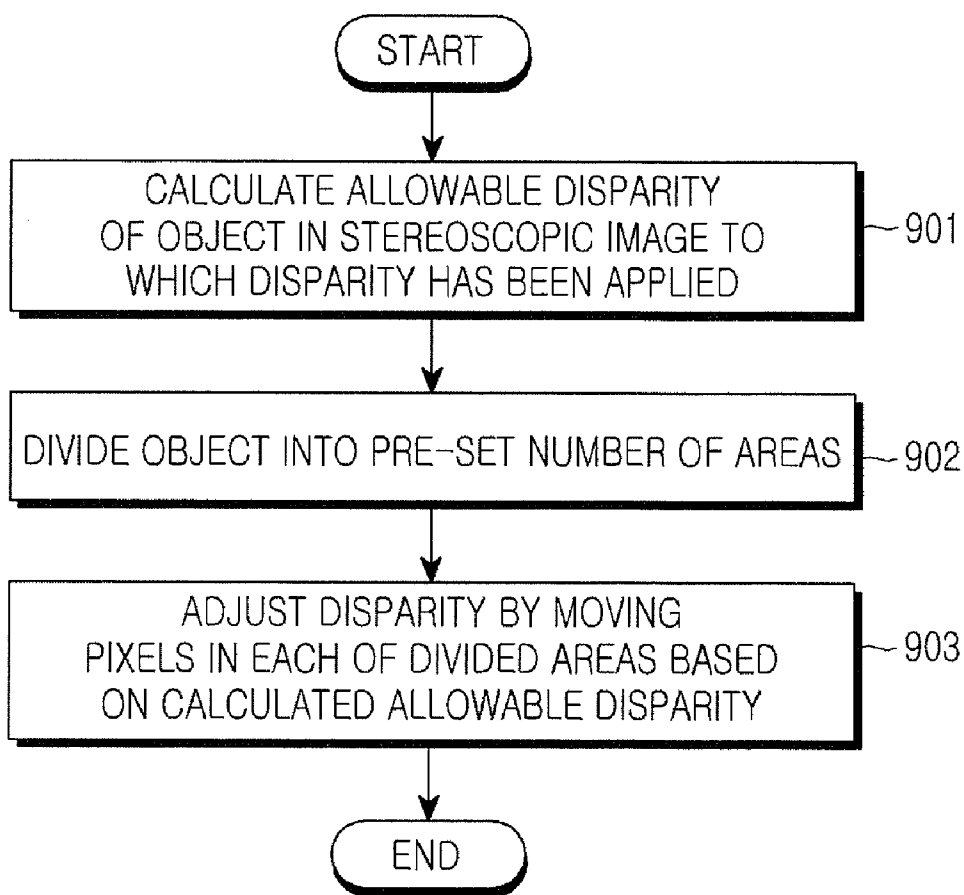 START
CALCULATE ALLOWABLE DISPARITY
OF OBJECT IN STEREOSCOPIC IMAGE TO
WHICH DISPARITY HAS BEEN APPLIED
901
DIVIDE OBJECT INTO PRE-SET NUMBER OF AREAS
902
ADJUST DISPARITY BY MOVING
PIXELS IN EACH OF DIVIDED AREAS BASED
ON CALCULATED ALLOWABLE DISPARITY
903
END